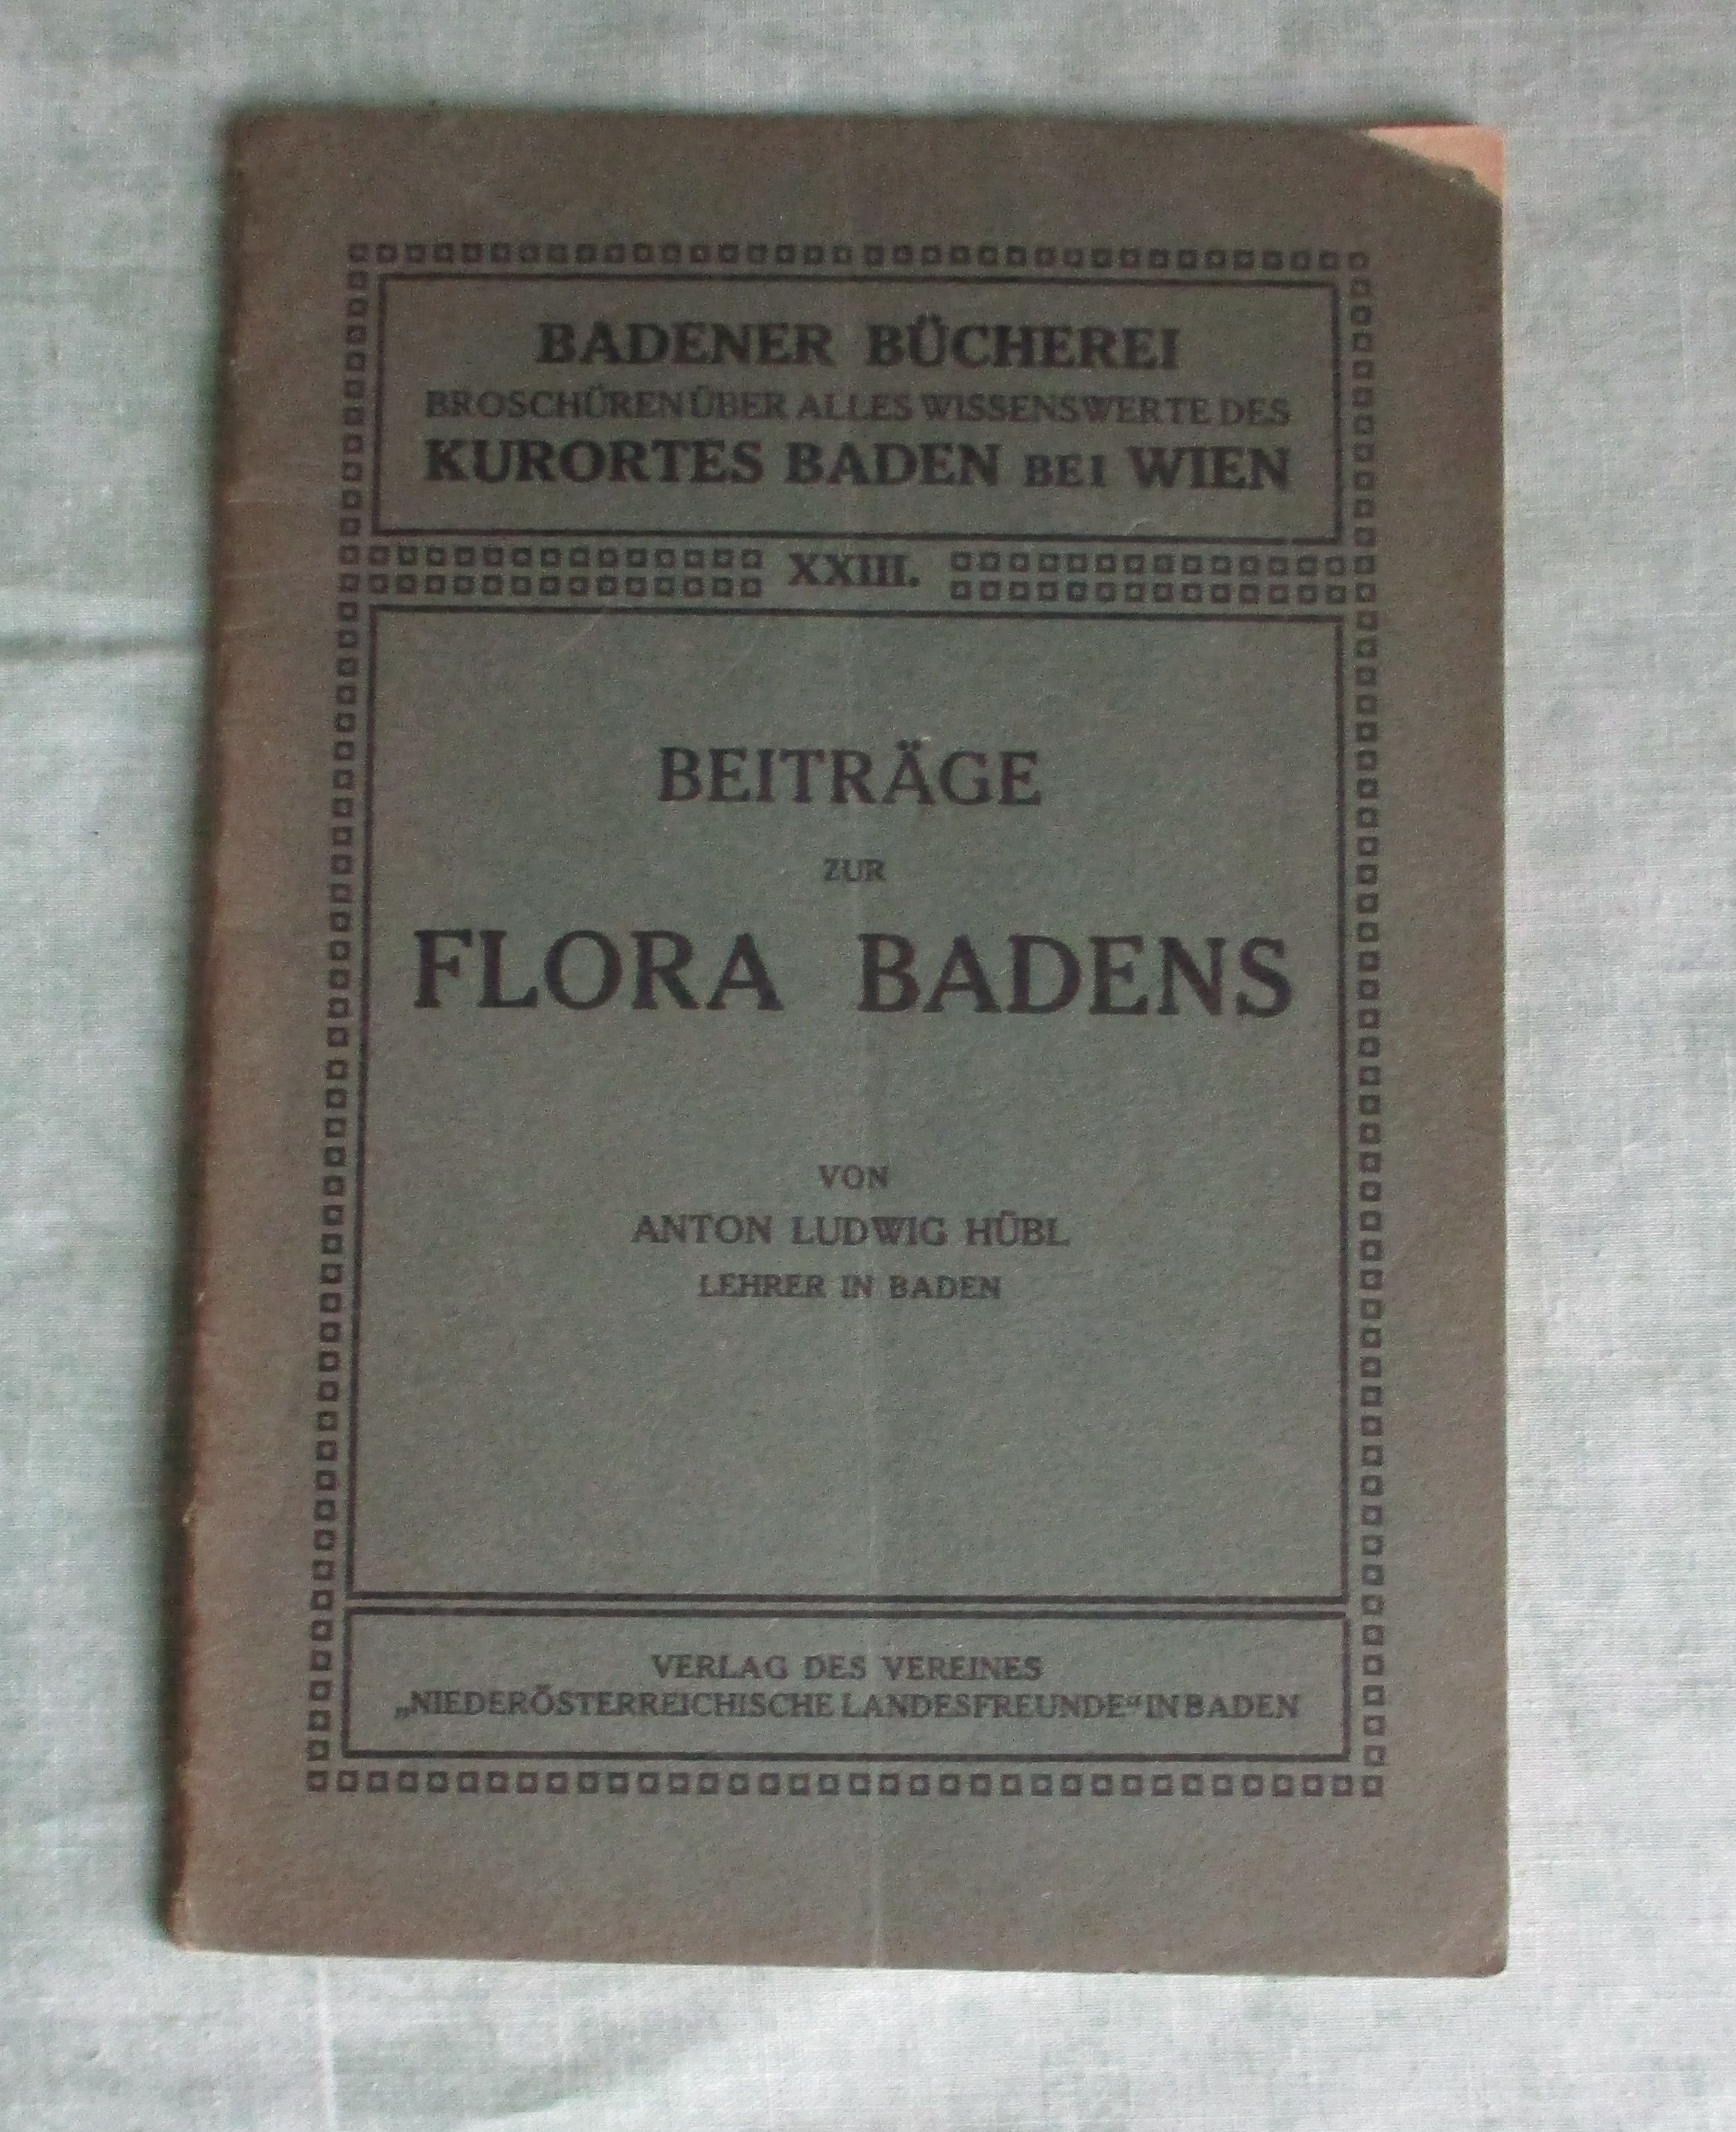 BADENER BÜCHEREI
BROSCHÜREN ÜBER ALLES WISSENSWERTE DES
KURORTES BADEN BEI WIEN
XXIII.
BEITRÄGE
ZUR
FLORA BADENS
VON
ANTON LUDWIG HÜBL
LEHRER IN BADEN
VERLAG DES VEREINES
„NIEDERÖSTERREICHISCHE LANDESFREUNDE“ IN BADEN